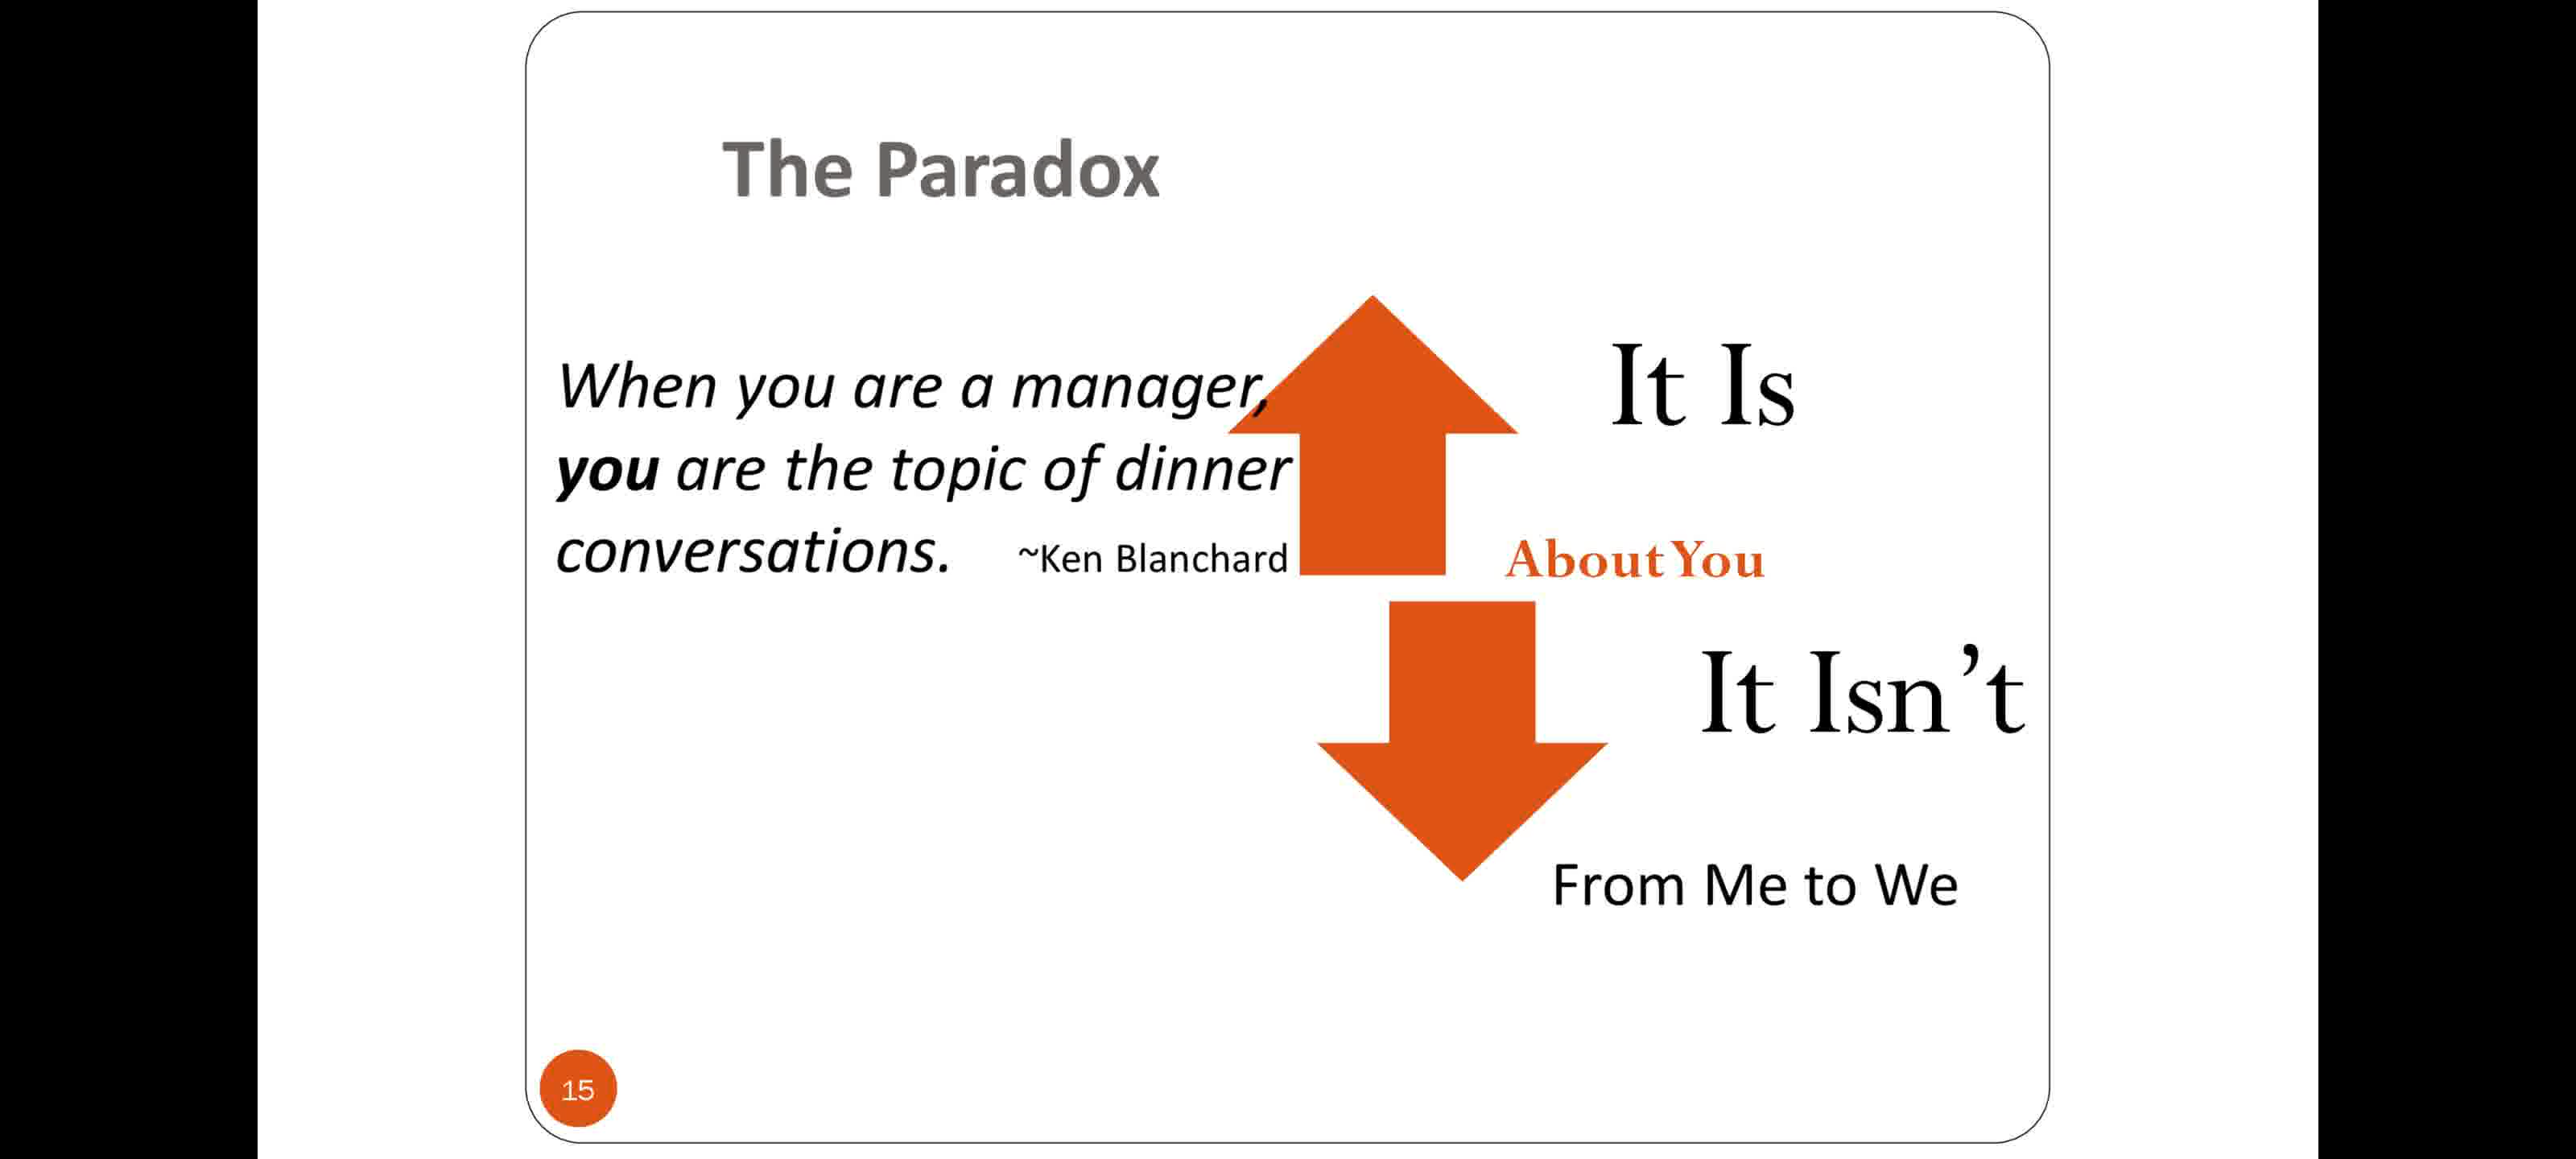 The Paradox
When you are a manager,
you are the topic of dinner
conversations. ~Ken Blanchard
It Is
About You
It Isn’t
From Me to We
15